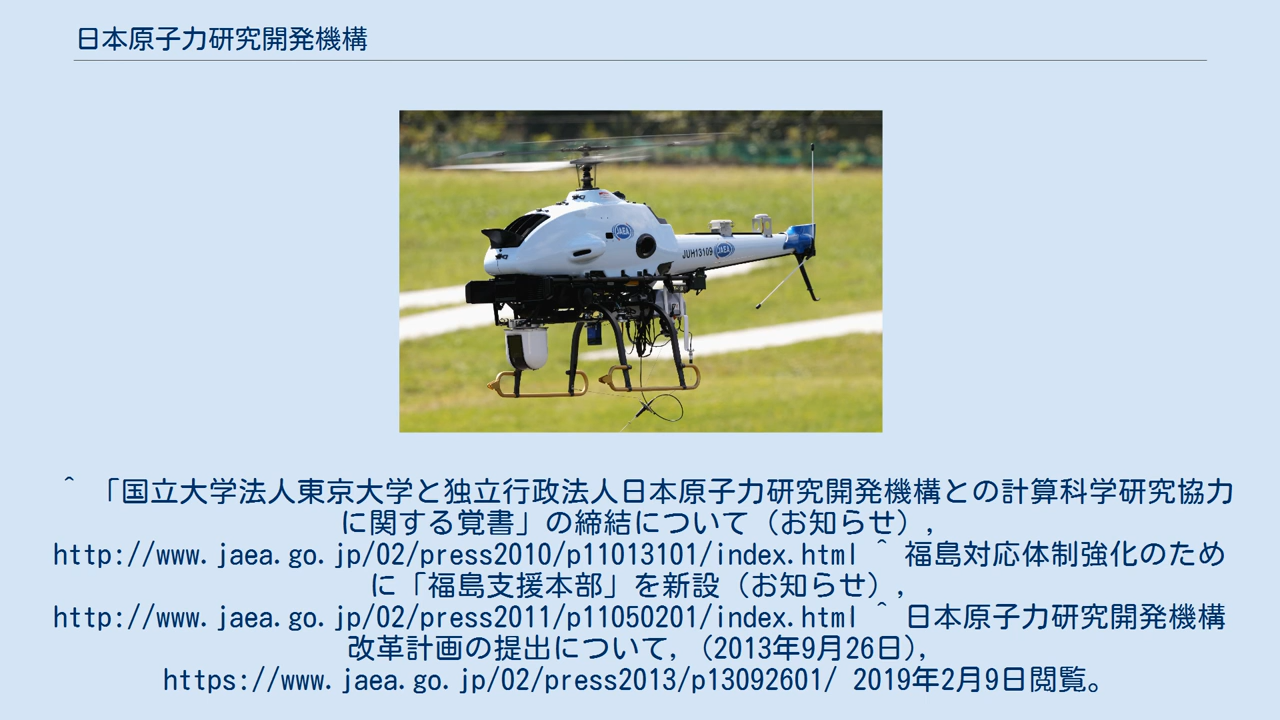 日本原子力研究開発機構
JAEA
JUH13109 JAEA
^ 「国立大学法人東京大学と独立行政法人日本原子力研究開発機構との計算科学研究協力
に関する覚書」の締結について（お知らせ）,
http://www.jaea.go.jp/02/press2010/p11013101/index.html ^ 福島対応体制強化のため
に「福島支援本部」を新設（お知らせ）,
http://www.jaea.go.jp/02/press2011/p11050201/index.html ^ 日本原子力研究開発機構
改革計画の提出について, (2013年9月26日),
https://www.jaea.go.jp/02/press2013/p13092601/ 2019年2月9日閲覧。